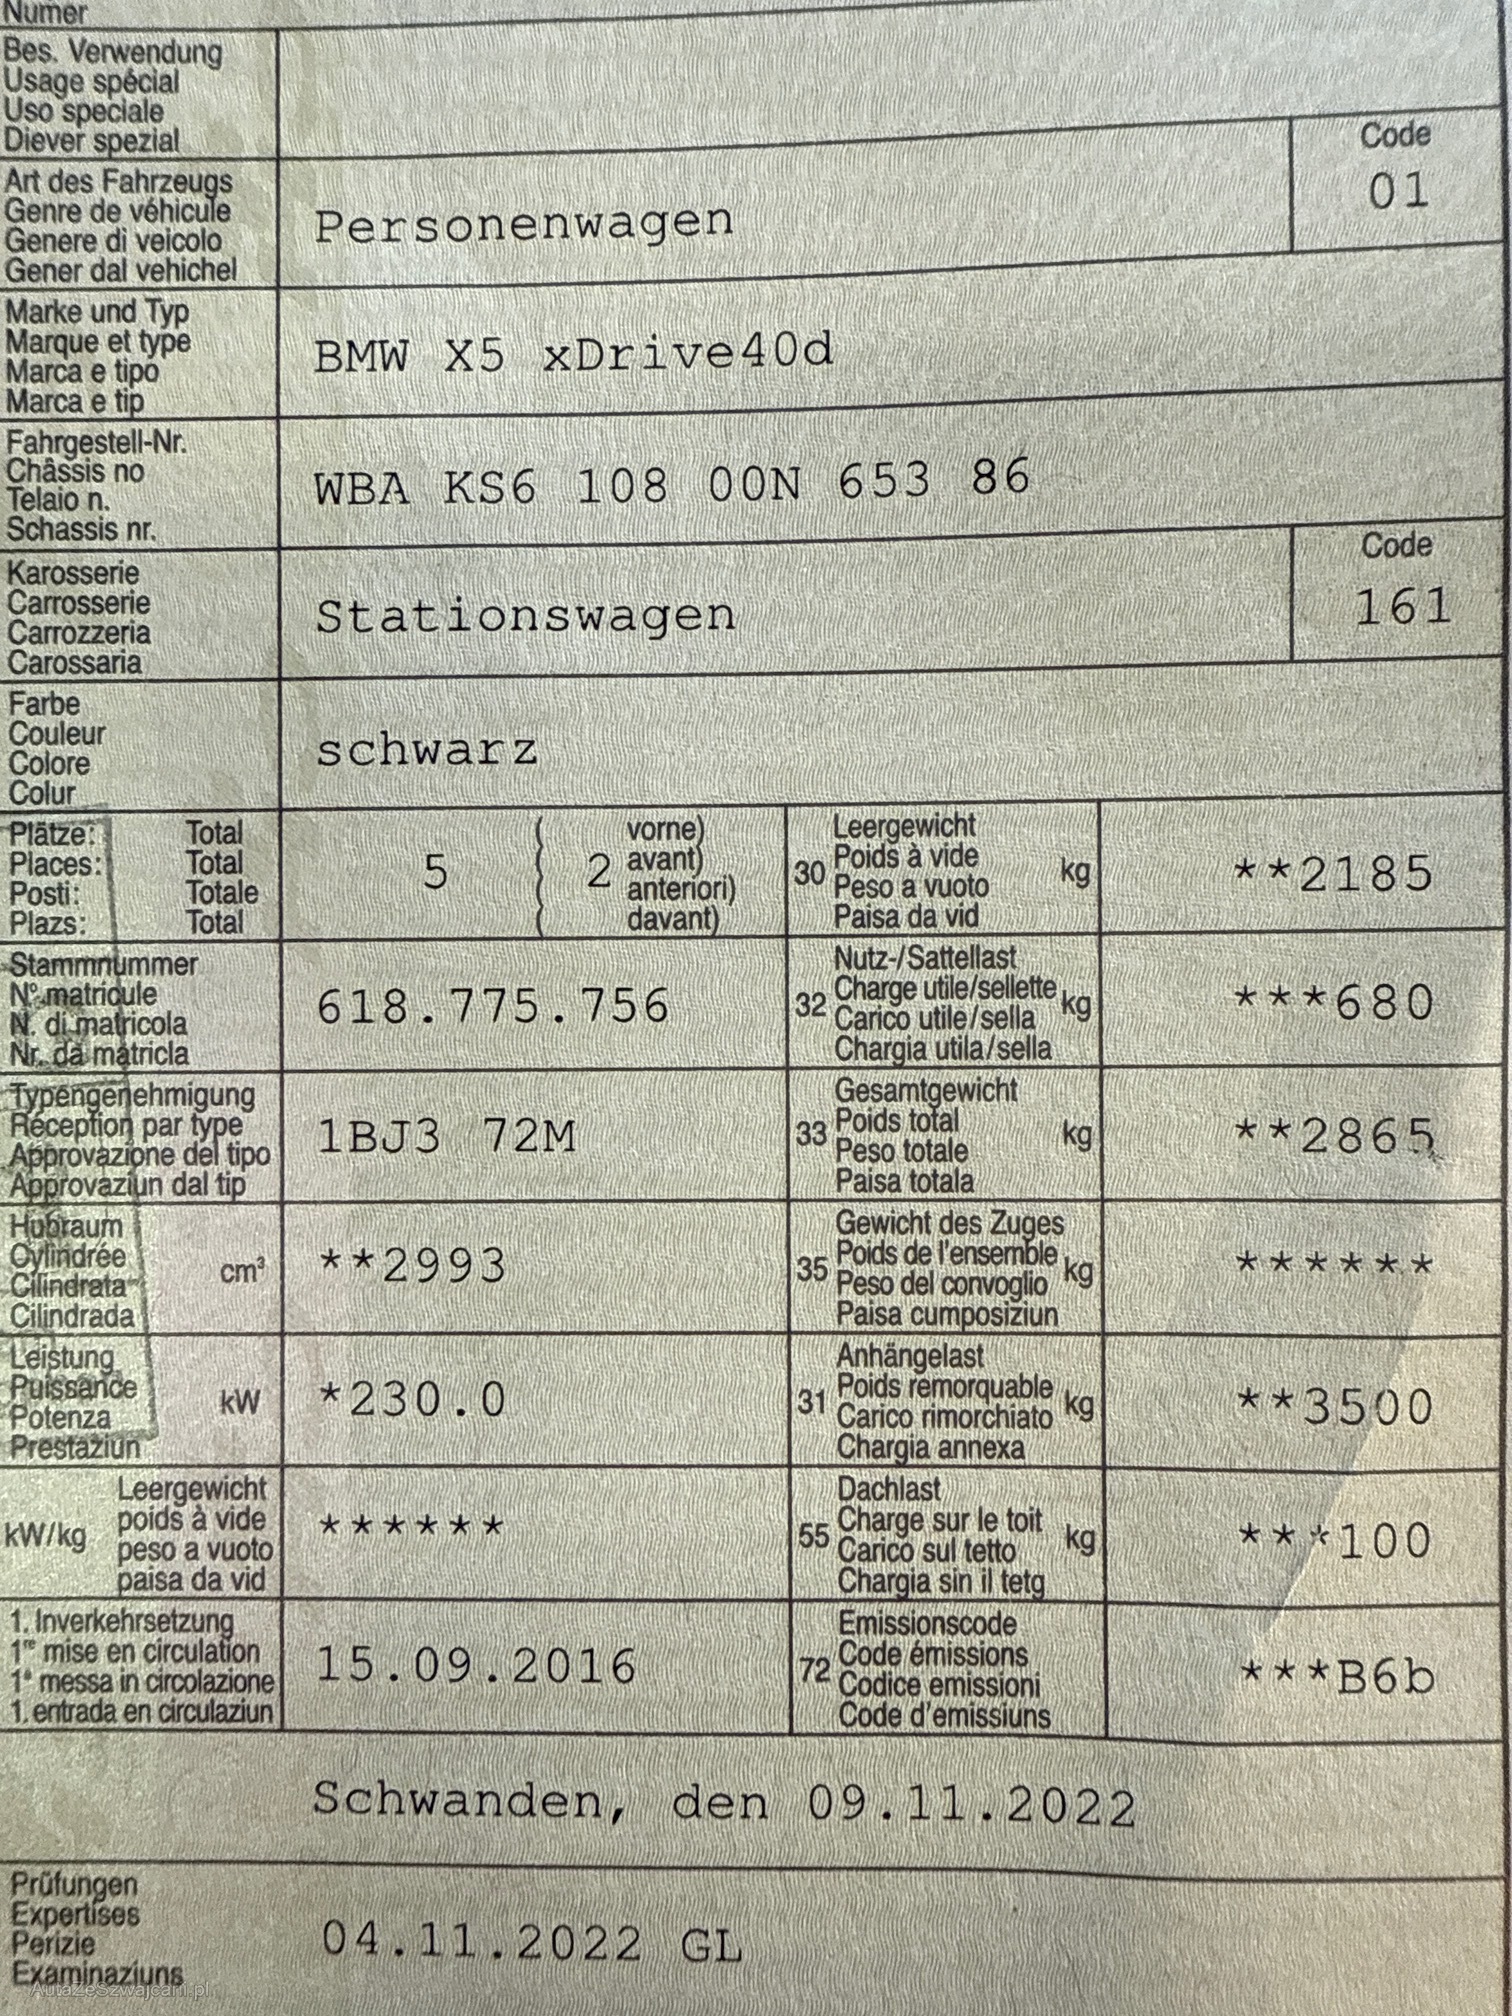 Numer
Bes. Verwendung
Usage spécial
Uso speciale
Diever spezial
Art des Fahrzeugs
Genre de véhicule
Genere di veicolo
Gener dal vehichel
Personenwagen
Code
01
Marke und Typ
Marque et type
Marca e tipo
Marca e tip
BMW X5 xDrive40d
Fahrgestell-Nr.
Châssis no
Telaio n.
Schassis nr.
WBA KS6 108 00N 653 86
Karosserie
Carrosserie
Carrozzeria
Carossaria
Stationswagen
Code
161
Farbe
Couleur
Colore
Colur
schwarz
Plätze: Total
Places: Total
Posti: Totale
Plazs: Total
5
( vorne)
( 2 avant)
( anteriori)
( davant)
30
Leergewicht
Poids à vide
Peso a vuoto
Paisa da vid
kg
**2185
Stammnummer
N° matricule
N. di matricola
Nr. da matricla
618.775.756
32
Nutz-/Sattellast
Charge utile/sellette
Carico utile/sella
Chargia utila/sella
kg
***680
Typengenehmigung
Réception par type
Approvazione del tipo
Approvaziun dal tip
1BJ3 72M
33
Gesamtgewicht
Poids total
Peso totale
Paisa totala
kg
**2865
Hubraum
Cylindrée
Cilindrata
Cilindrada
cm³
**2993
35
Gewicht des Zuges
Poids de l'ensemble
Peso del convoglio
Paisa cumposiziun
kg
******
Leistung
Puissance
Potenza
Prestaziun
kW
*230.0
31
Anhängelast
Poids remorquable
Carico rimorchiato
Chargia annexa
kg
**3500
kW/kg
Leergewicht
poids à vide
peso a vuoto
paisa da vid
******
55
Dachlast
Charge sur le toit
Carico sul tetto
Chargia sin il tetg
kg
***100
1. Inverkehrsetzung
1re mise en circulation
1a messa in circolazione
1. entrada en circulaziun
15.09.2016
72
Emissionscode
Code émissions
Codice emissioni
Code d'emissiuns
***B6b
Schwanden, den 09.11.2022
Prüfungen
Expertises
Perizie
Examinaziuns
04.11.2022 GL
AutaZeSzwajcarii.pl